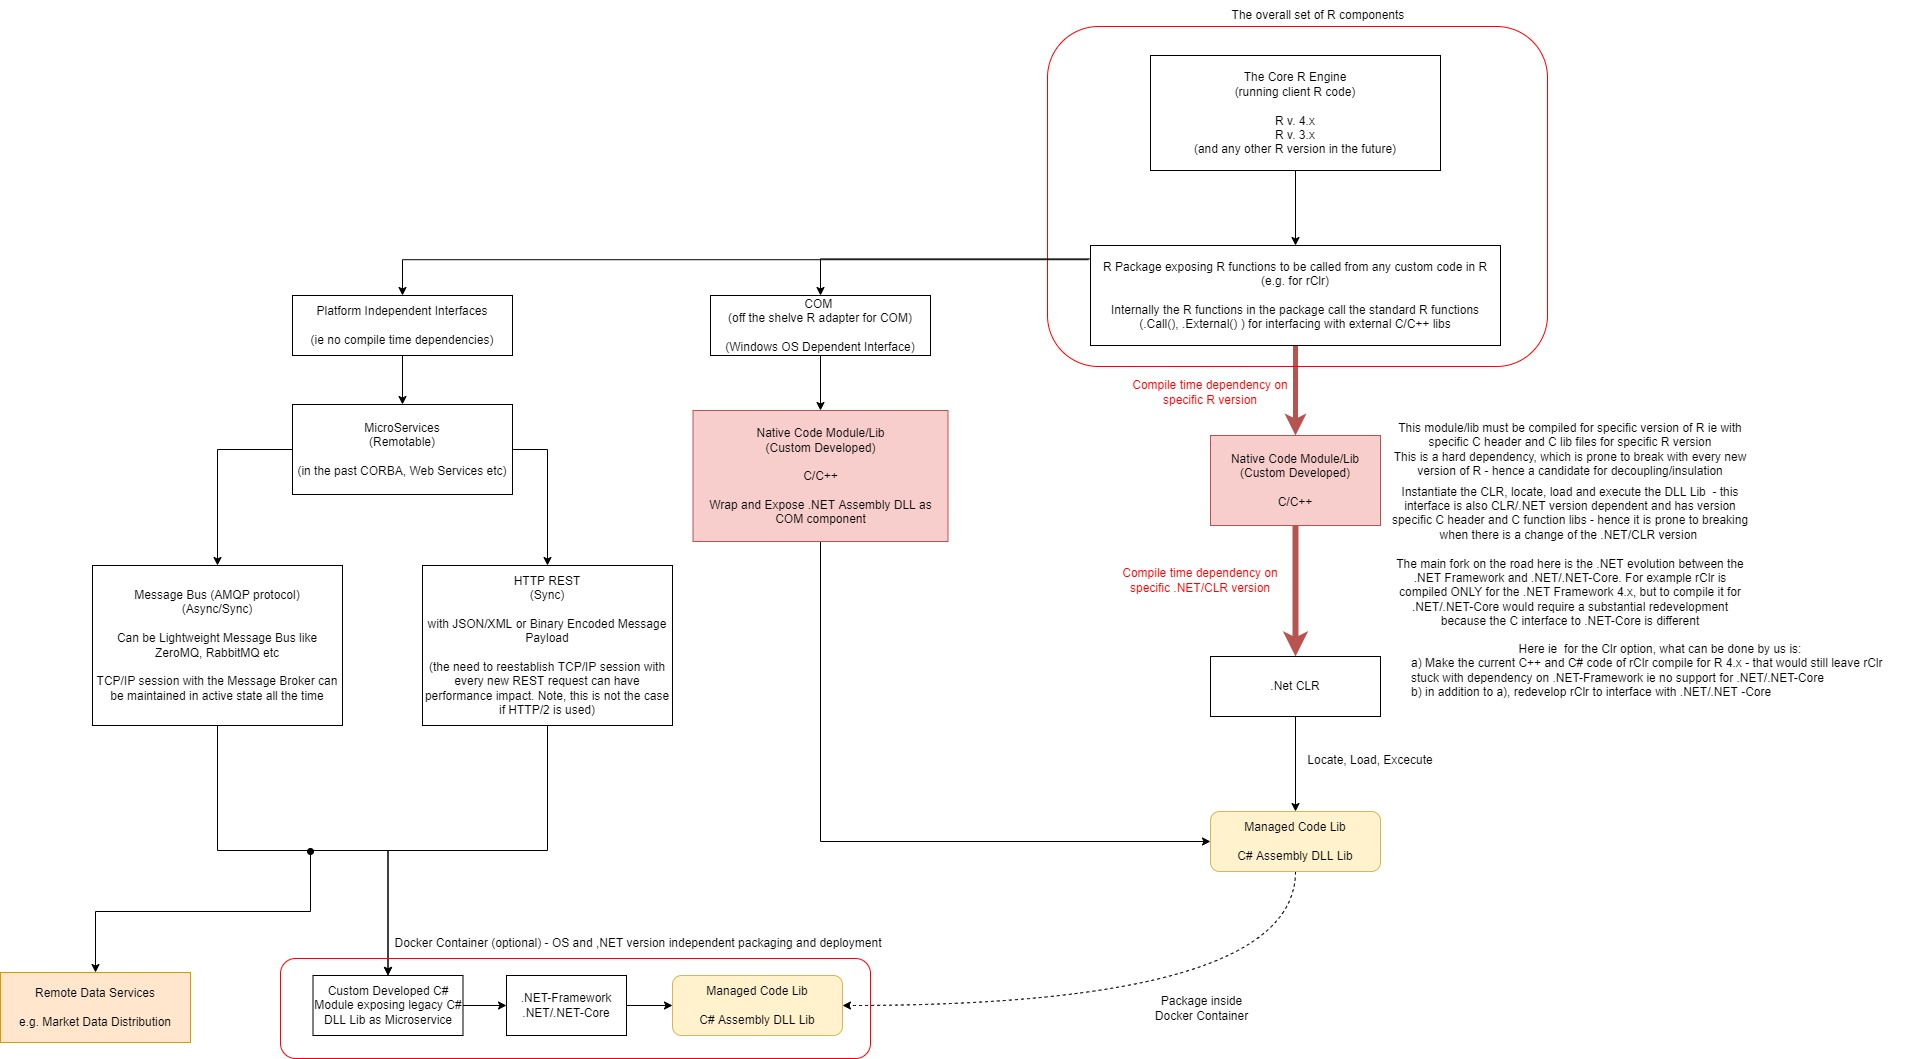 The overall set of R components
The Core R Engine
(running client R code)
R v. 4.x
R v. 3.x
(and any other R version in the future)
R Package exposing R functions to be called from any custom code in R
(e.g. for rClr)
Internally the R functions in the package call the standard R functions
(.Call(), .External() ) for interfacing with external C/C++ libs
Platform Independent Interfaces
(ie no compile time dependencies)
COM
(off the shelve R adapter for COM)
(Windows OS Dependent Interface)
Compile time dependency on
specific R version
MicroServices
(Remotable)
(in the past CORBA, Web Services etc)
Native Code Module/Lib
(Custom Developed)
C/C++
Wrap and Expose .NET Assembly DLL as
COM component
Native Code Module/Lib
(Custom Developed)
C/C++
This module/lib must be compiled for specific version of R ie with
specific C header and C lib files for specific R version
This is a hard dependency, which is prone to break with every new
version of R - hence a candidate for decoupling/insulation
Instantiate the CLR, locate, load and execute the DLL Lib  - this
interface is also CLR/.NET version dependent and has version
specific C header and C function libs - hence it is prone to breaking
when there is a change of the .NET/CLR version
Compile time dependency on
specific .NET/CLR version
The main fork on the road here is the .NET evolution between the
.NET Framework and .NET/.NET-Core. For example rClr is
compiled ONLY for the .NET Framework 4.x, but to compile it for
.NET/.NET-Core would require a substantial redevelopment
because the C interface to .NET-Core is different
Here ie  for the Clr option, what can be done by us is:
a) Make the current C++ and C# code of rClr compile for R 4.x - that would still leave rClr
stuck with dependency on .NET-Framework ie no support for .NET/.NET-Core
b) in addition to a), redevelop rClr to interface with .NET/.NET -Core
Message Bus (AMQP protocol)
(Async/Sync)
Can be Lightweight Message Bus like
ZeroMQ, RabbitMQ etc
TCP/IP session with the Message Broker can
be maintained in active state all the time
HTTP REST
(Sync)
with JSON/XML or Binary Encoded Message
Payload
(the need to reestablish TCP/IP session with
every new REST request can have
performance impact. Note, this is not the case
if HTTP/2 is used)
.Net CLR
Locate, Load, Excecute
Managed Code Lib
C# Assembly DLL Lib
Docker Container (optional) - OS and ,NET version independent packaging and deployment
Remote Data Services
e.g. Market Data Distribution
Custom Developed C#
Module exposing legacy C#
DLL Lib as Microservice
.NET-Framework
.NET/.NET-Core
Managed Code Lib
C# Assembly DLL Lib
Package inside
Docker Container